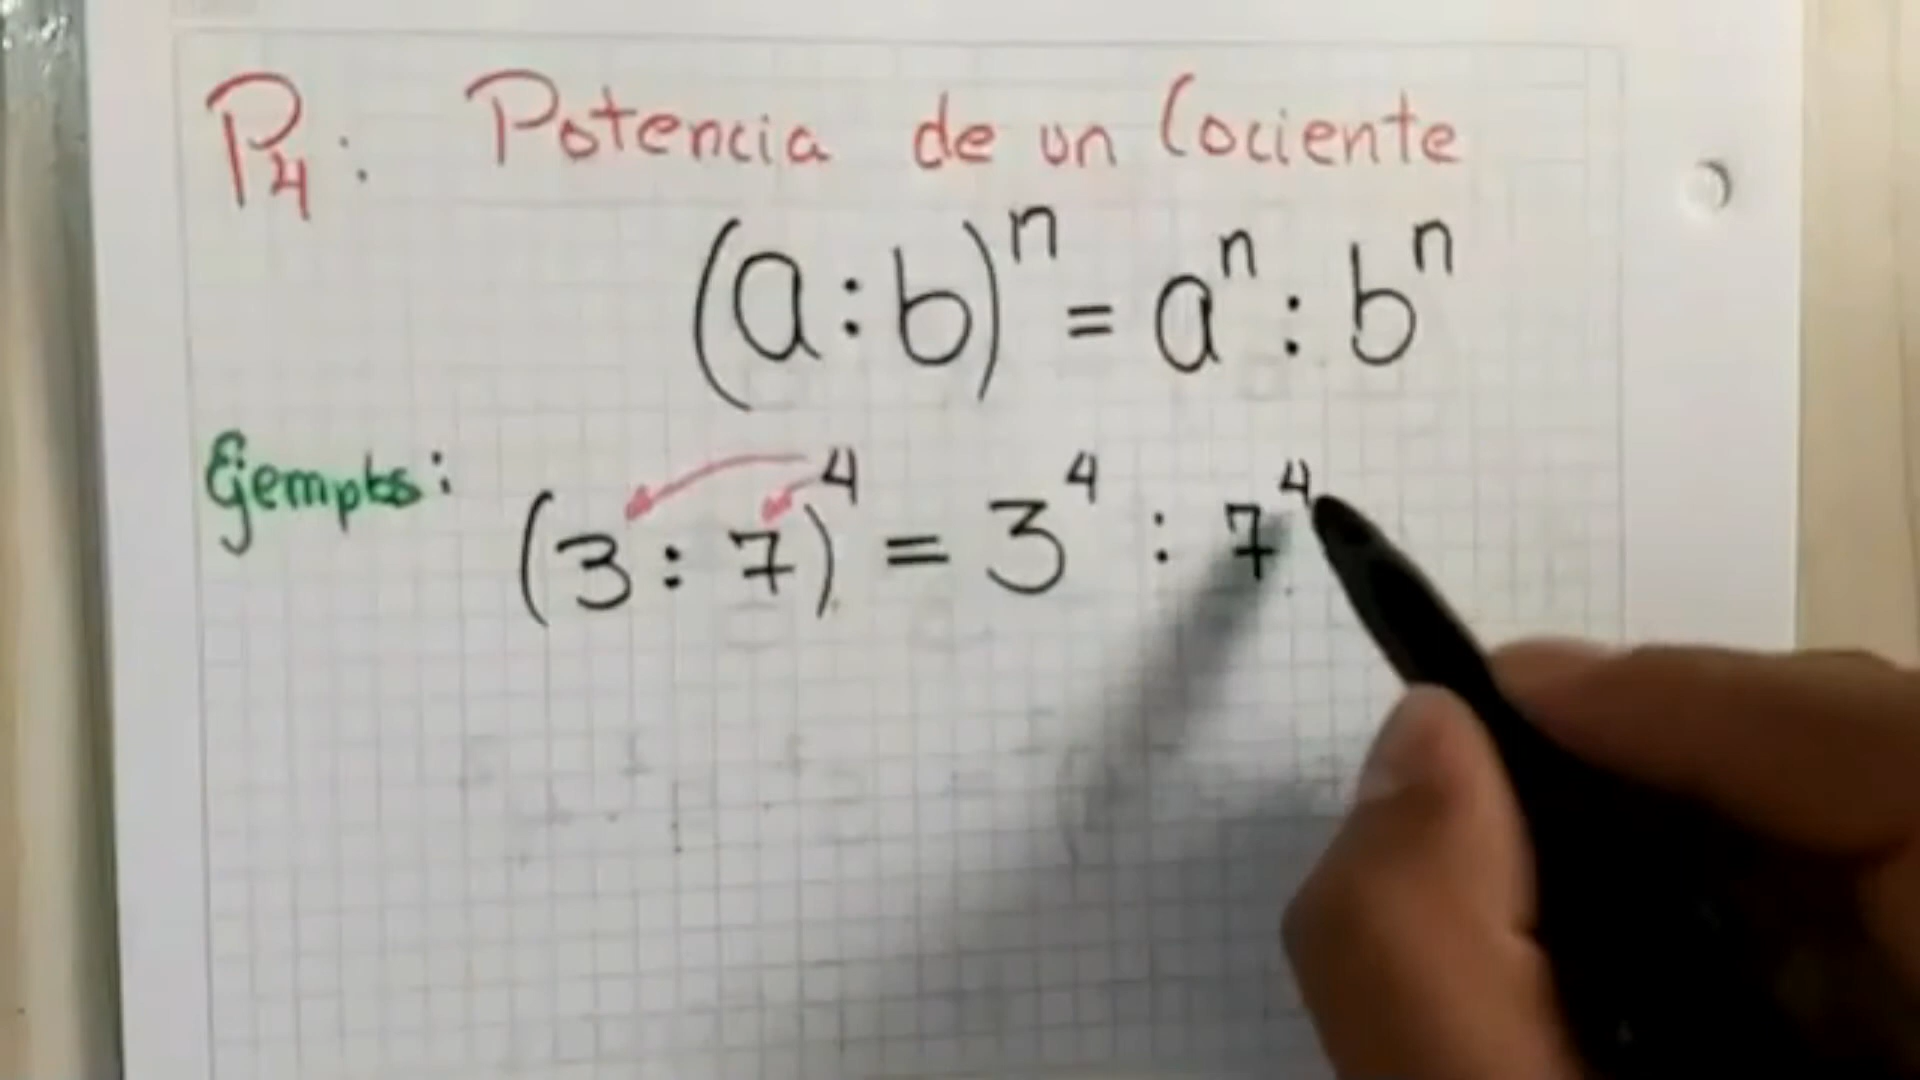 P₄: Potencia de un Cociente
(a:b)ⁿ = aⁿ : bⁿ
Ejemplos:
(3:7)⁴ = 3⁴ : 7⁴